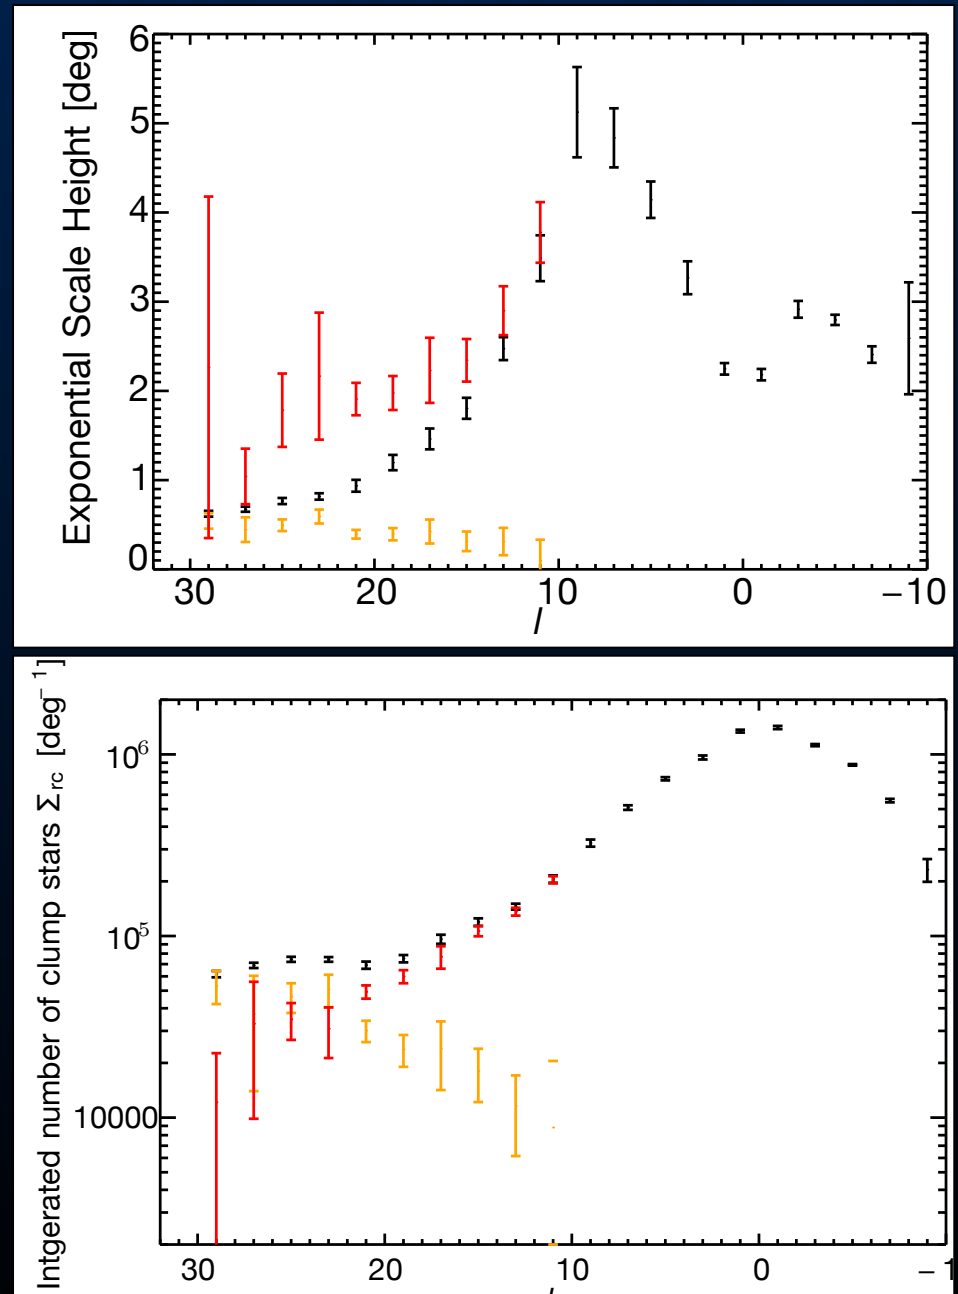 Exponential Scale Height [deg]
6
5
4
3
2
1
0
30 20 10 0 −10
l
Intgerated number of clump stars Σrc [deg−1]
10⁶
10⁵
10000
30 20 10 0 −1